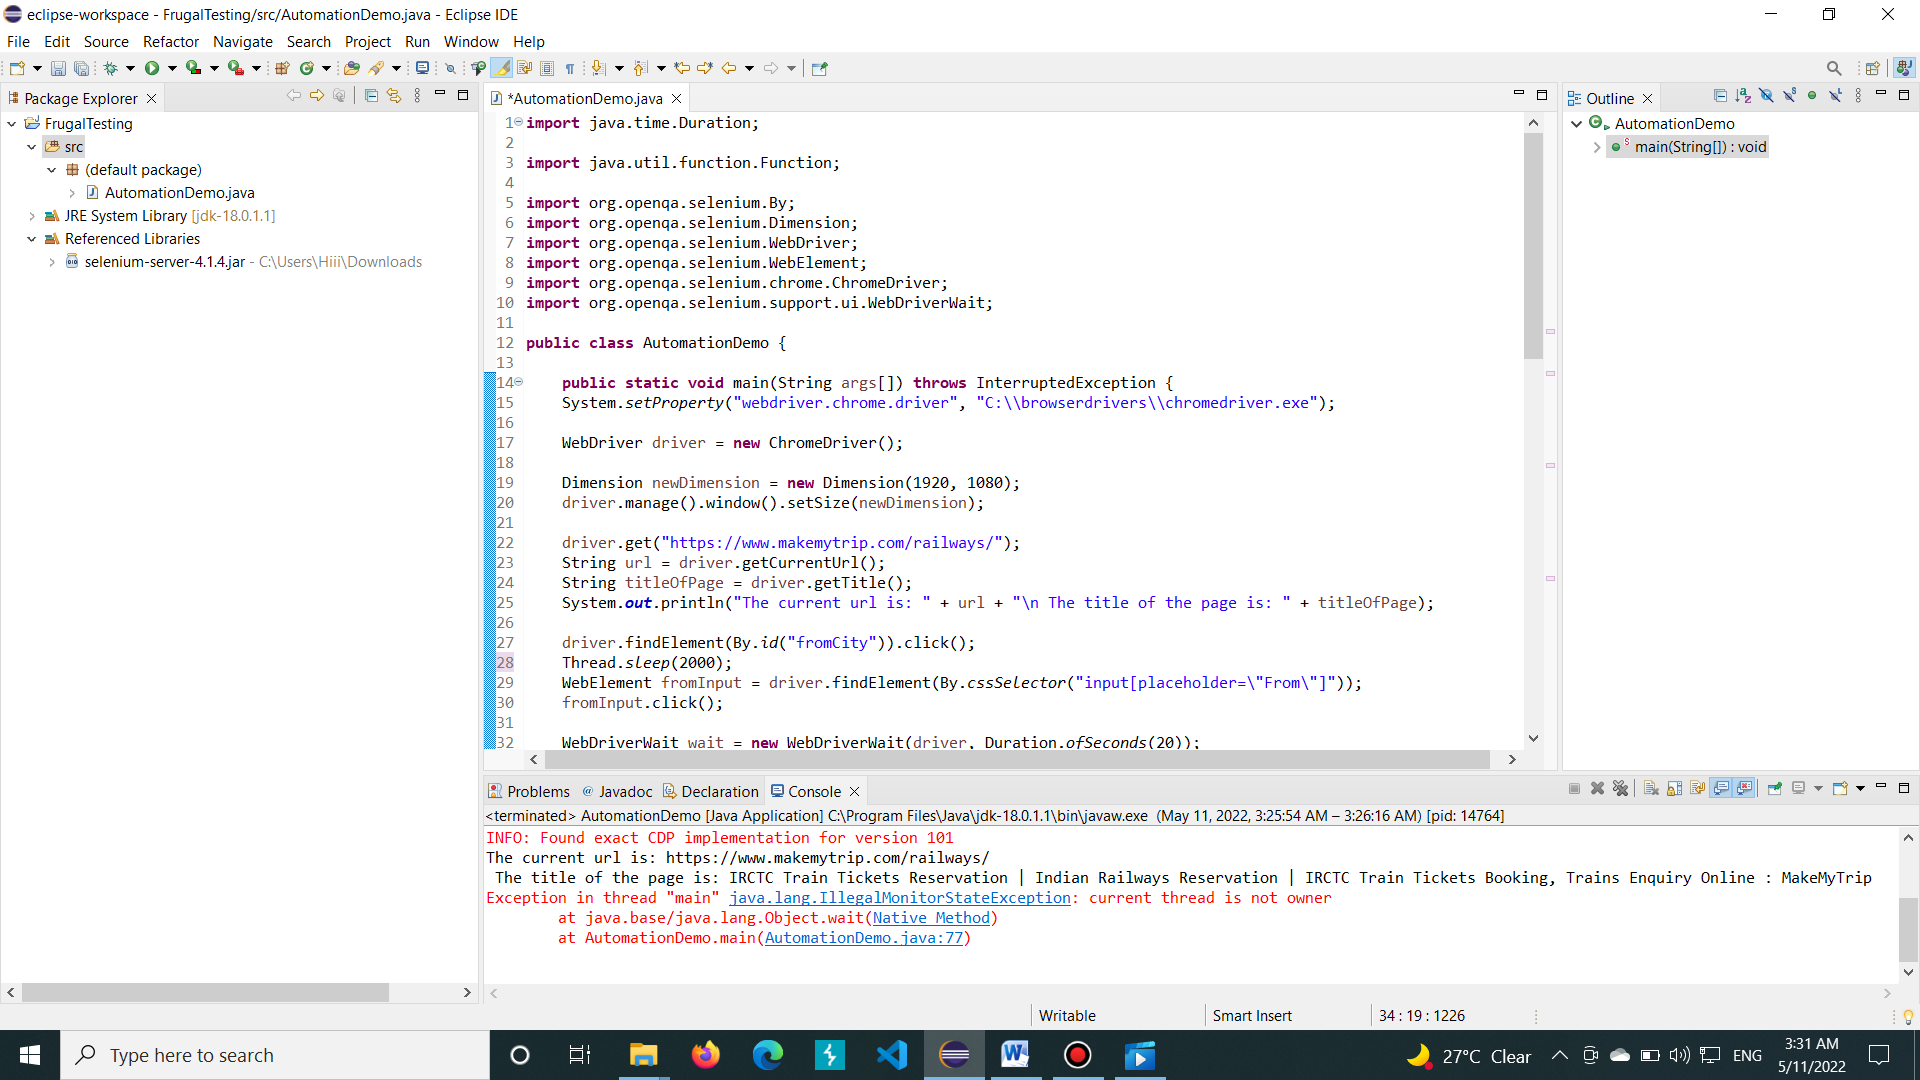 eclipse-workspace - FrugalTesting/src/AutomationDemo.java - Eclipse IDE
File Edit Source Refactor Navigate Search Project Run Window Help
Package Explorer
FrugalTesting
src
(default package)
AutomationDemo.java
JRE System Library [jdk-18.0.1.1]
Referenced Libraries
selenium-server-4.1.4.jar - C:\Users\Hiii\Downloads
*AutomationDemo.java
1 import java.time.Duration;
2
3 import java.util.function.Function;
4
5 import org.openqa.selenium.By;
6 import org.openqa.selenium.Dimension;
7 import org.openqa.selenium.WebDriver;
8 import org.openqa.selenium.WebElement;
9 import org.openqa.selenium.chrome.ChromeDriver;
10 import org.openqa.selenium.support.ui.WebDriverWait;
11
12 public class AutomationDemo {
13
14 public static void main(String args[]) throws InterruptedException {
15 System.setProperty("webdriver.chrome.driver", "C:\\browserdrivers\\chromedriver.exe");
16
17 WebDriver driver = new ChromeDriver();
18
19 Dimension newDimension = new Dimension(1920, 1080);
20 driver.manage().window().setSize(newDimension);
21
22 driver.get("https://www.makemytrip.com/railways/");
23 String url = driver.getCurrentUrl();
24 String titleOfPage = driver.getTitle();
25 System.out.println("The current url is: " + url + "\n The title of the page is: " + titleOfPage);
26
27 driver.findElement(By.id("fromCity")).click();
28 Thread.sleep(2000);
29 WebElement fromInput = driver.findElement(By.cssSelector("input[placeholder=\"From\"]"));
30 fromInput.click();
31
32 WebDriverWait wait = new WebDriverWait(driver, Duration.ofSeconds(20));
Outline
AutomationDemo
main(String[]) : void
Problems @ Javadoc Declaration Console
<terminated> AutomationDemo [Java Application] C:\Program Files\Java\jdk-18.0.1.1\bin\javaw.exe (May 11, 2022, 3:25:54 AM – 3:26:16 AM) [pid: 14764]
INFO: Found exact CDP implementation for version 101
The current url is: https://www.makemytrip.com/railways/
The title of the page is: IRCTC Train Tickets Reservation | Indian Railways Reservation | IRCTC Train Tickets Booking, Trains Enquiry Online : MakeMyTrip
Exception in thread "main" java.lang.IllegalMonitorStateException: current thread is not owner
at java.base/java.lang.Object.wait(Native Method)
at AutomationDemo.main(AutomationDemo.java:77)
Writable Smart Insert 34 : 19 : 1226
Type here to search
27°C Clear
ENG
3:31 AM
5/11/2022